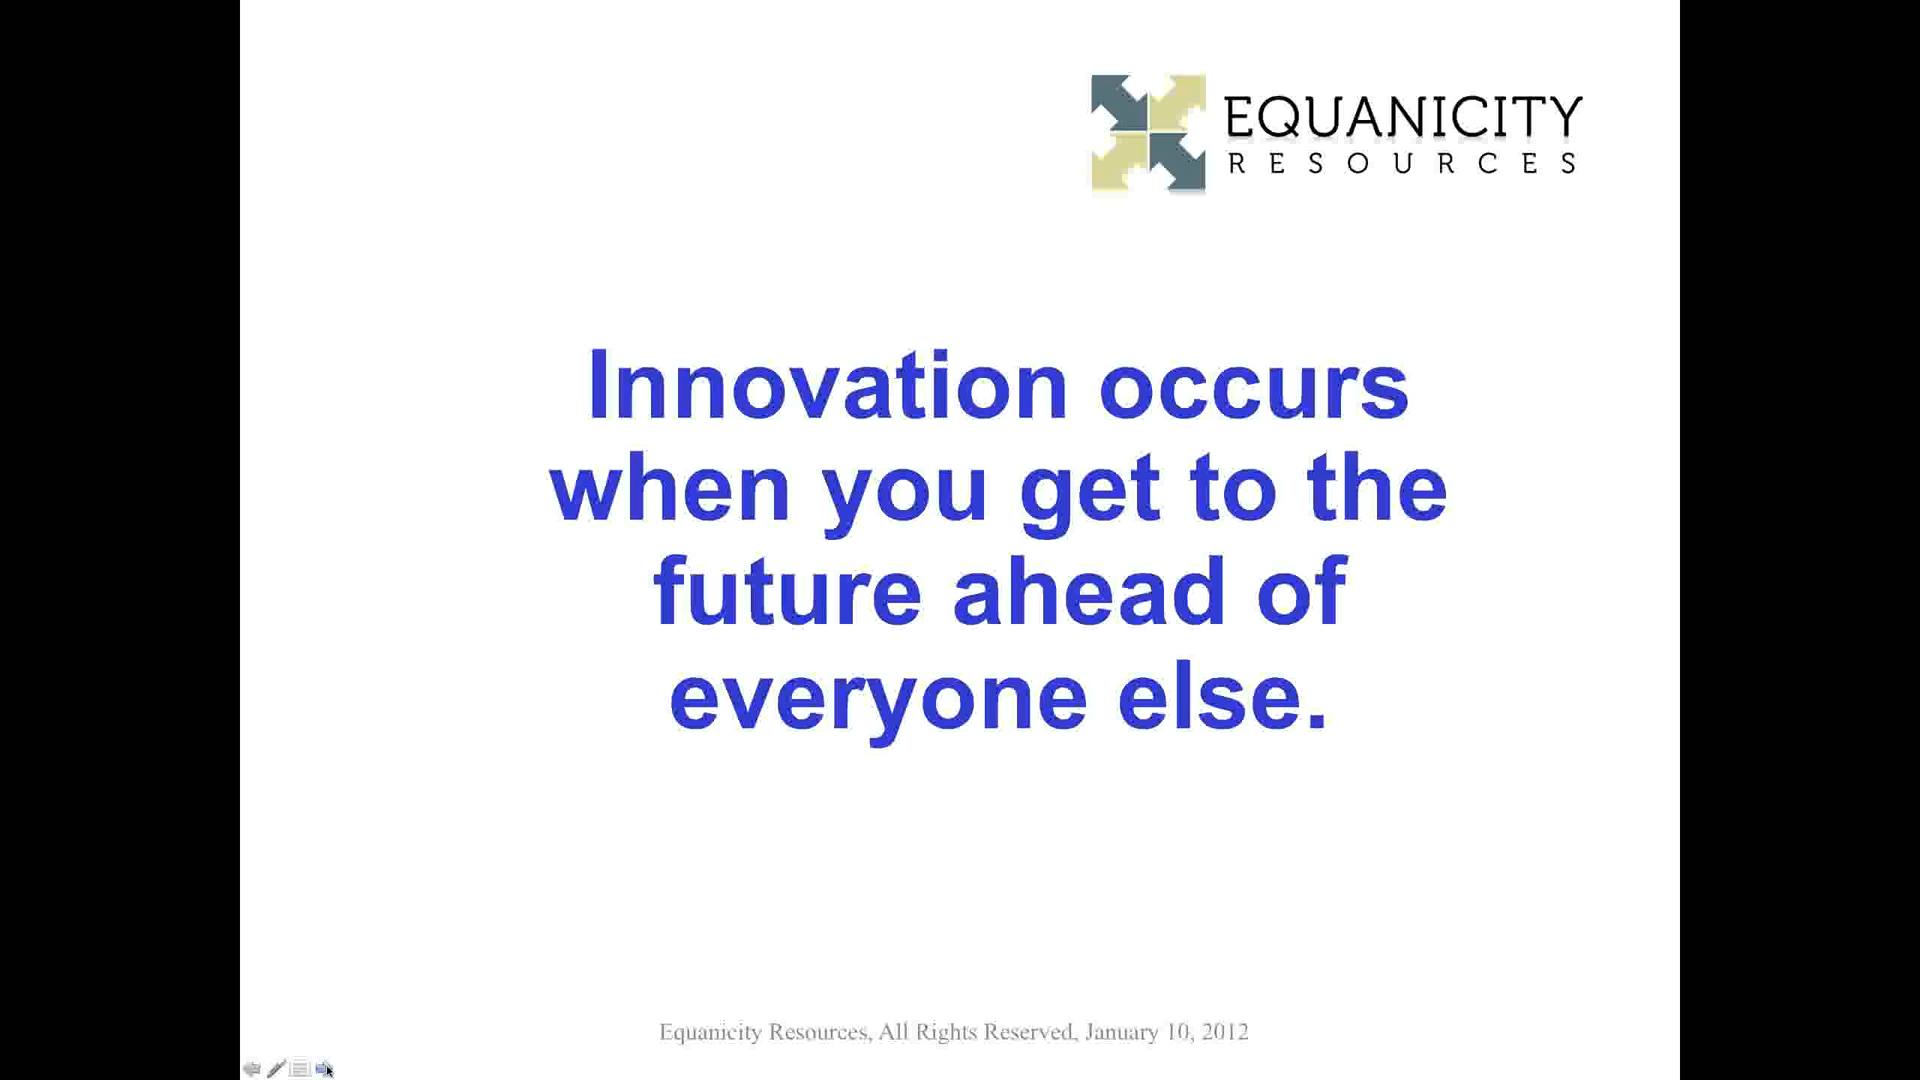 EQUANICITY
RESOURCES
Innovation occurs
when you get to the
future ahead of
everyone else.
Equanicity Resources, All Rights Reserved, January 10, 2012